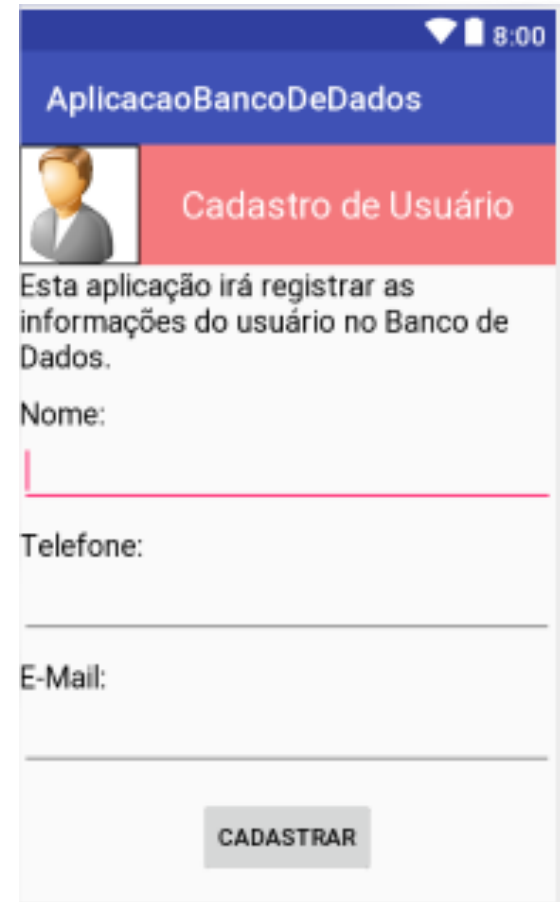 8:00
AplicacaoBancoDeDados
Cadastro de Usuário
Esta aplicação irá registrar as
informações do usuário no Banco de
Dados.
Nome:
Telefone:
E-Mail:
CADASTRAR